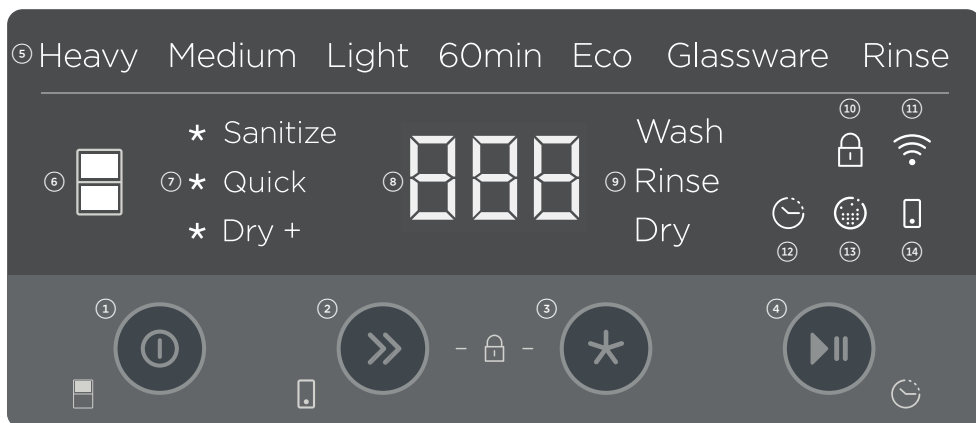 ⑤ Heavy Medium Light 60min Eco Glassware Rinse
⑩ ⑪
* Sanitize
Wash
⑥ ⑦ * Quick ⑧ 888 ⑨ Rinse
* Dry +
Dry
⑫ ⑬ ⑭
① ② ③ ④